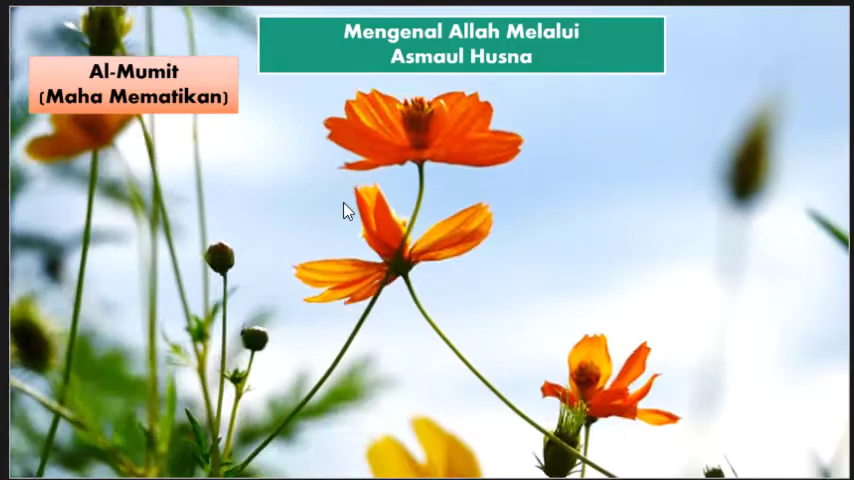 Mengenal Allah Melalui
Asmaul Husna
Al-Mumit
(Maha Mematikan)